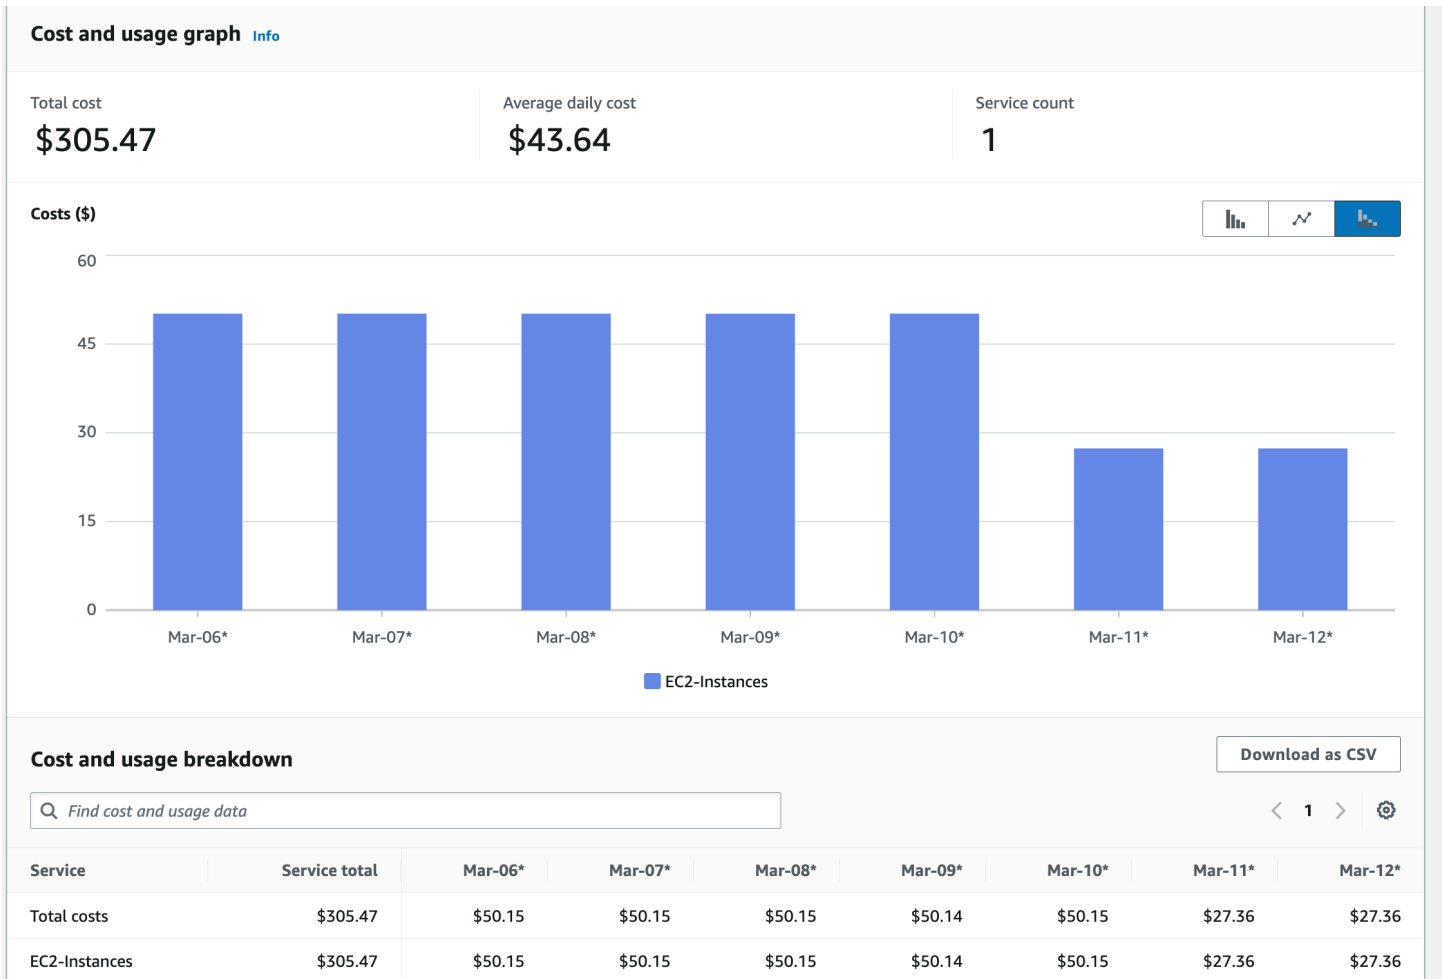 Cost and usage graph Info
Total cost Average daily cost Service count
$305.47 $43.64 1
Costs ($)
60
45
30
15
0
Mar-06* Mar-07* Mar-08* Mar-09* Mar-10* Mar-11* Mar-12*
EC2-Instances
Cost and usage breakdown Download as CSV
Find cost and usage data 1
Service Service total Mar-06* Mar-07* Mar-08* Mar-09* Mar-10* Mar-11* Mar-12*
Total costs $305.47 $50.15 $50.15 $50.15 $50.14 $50.15 $27.36 $27.36
EC2-Instances $305.47 $50.15 $50.15 $50.15 $50.14 $50.15 $27.36 $27.36